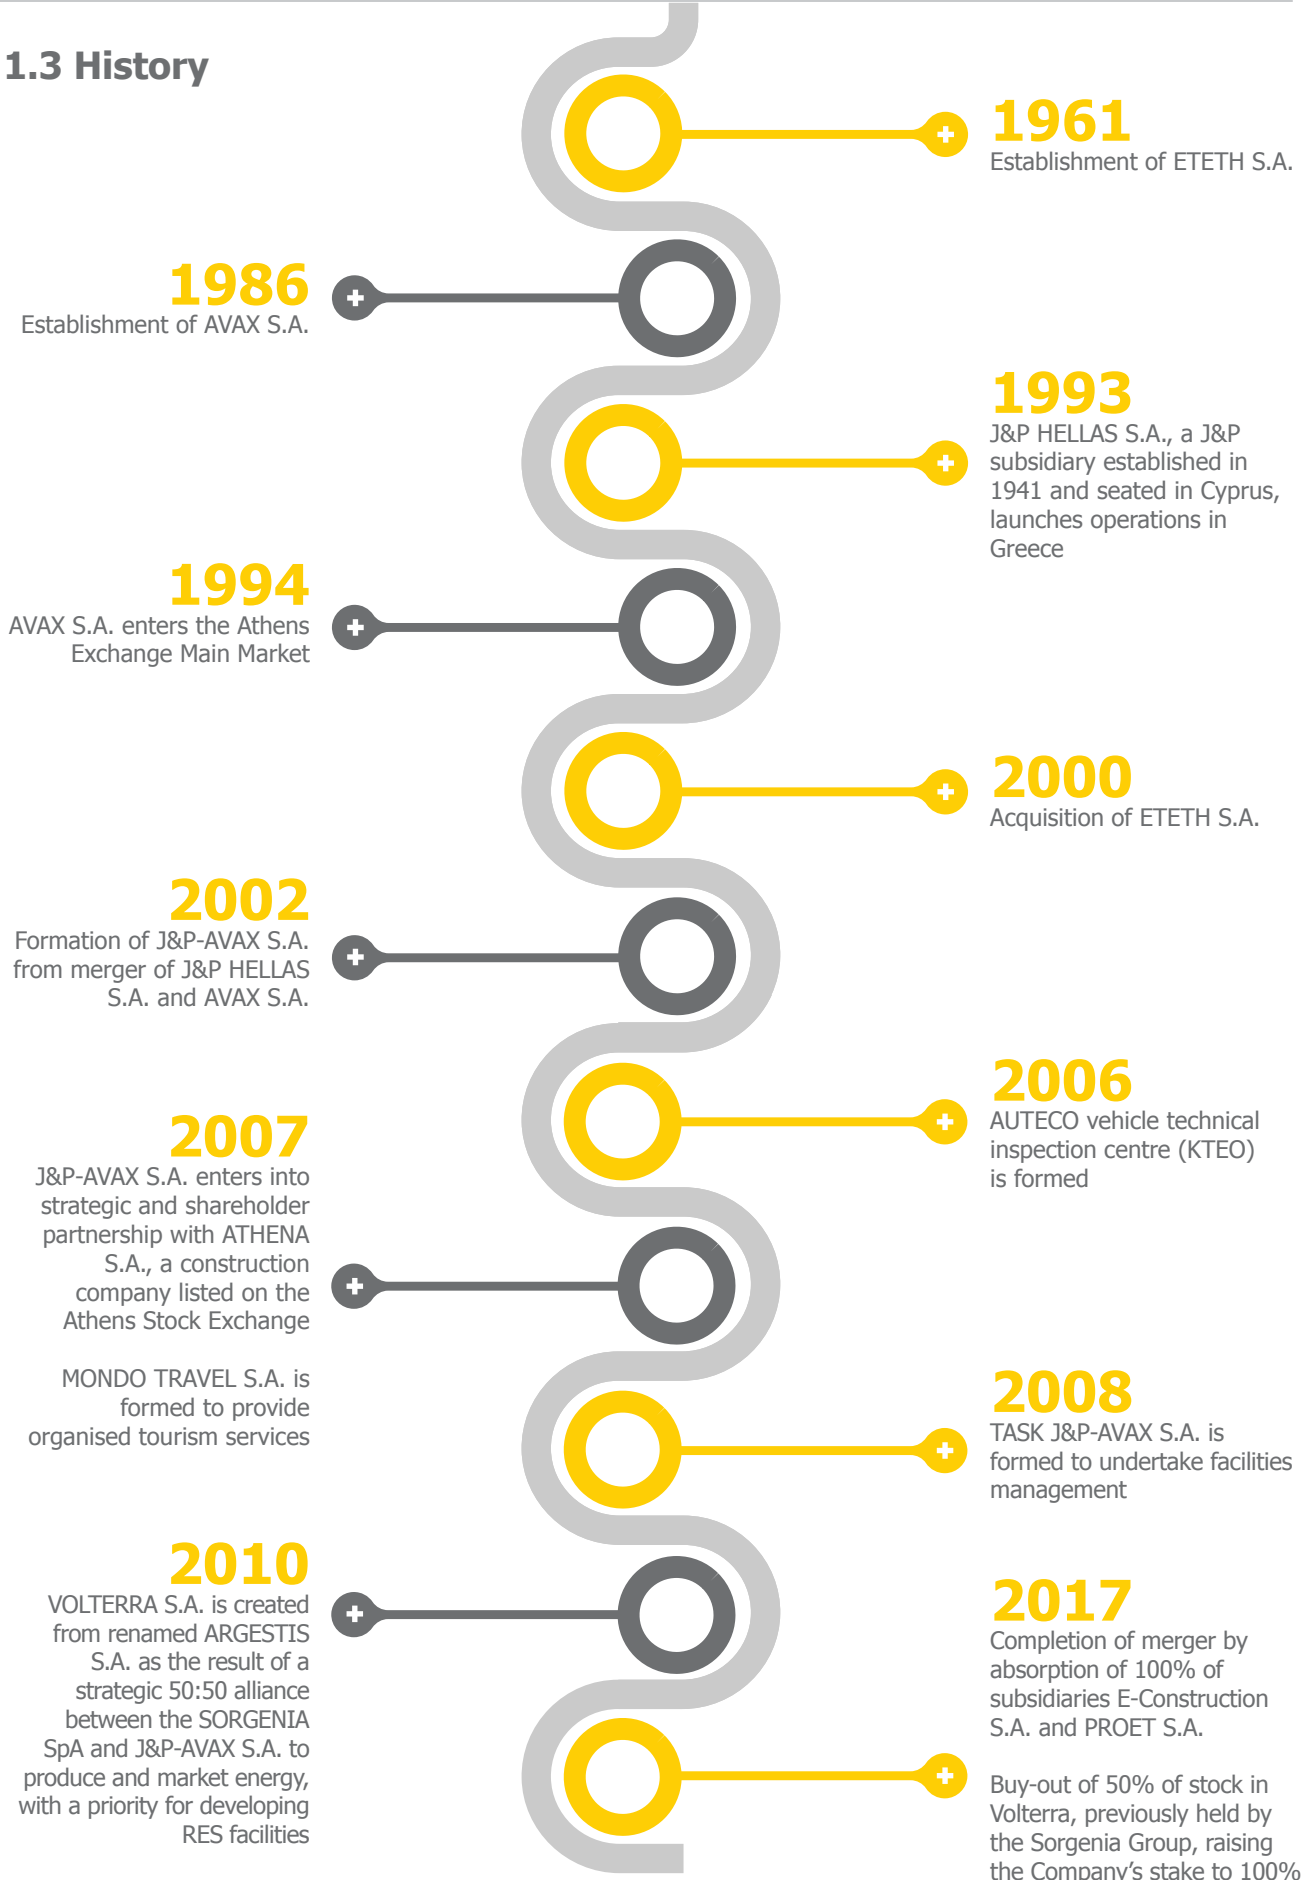 1.3 History
1961
Establishment of ETETH S.A.
1986
Establishment of AVAX S.A.
1993
J&P HELLAS S.A., a J&P
subsidiary established in
1941 and seated in Cyprus,
launches operations in
Greece
1994
AVAX S.A. enters the Athens
Exchange Main Market
2000
Acquisition of ETETH S.A.
2002
Formation of J&P-AVAX S.A.
from merger of J&P HELLAS
S.A. and AVAX S.A.
2006
AUTECO vehicle technical
inspection centre (KTEO)
is formed
2007
J&P-AVAX S.A. enters into
strategic and shareholder
partnership with ATHENA
S.A., a construction
company listed on the
Athens Stock Exchange
MONDO TRAVEL S.A. is
formed to provide
organised tourism services
2008
TASK J&P-AVAX S.A. is
formed to undertake facilities
management
2010
VOLTERRA S.A. is created
from renamed ARGESTIS
S.A. as the result of a
strategic 50:50 alliance
between the SORGENIA
SpA and J&P-AVAX S.A. to
produce and market energy,
with a priority for developing
RES facilities
2017
Completion of merger by
absorption of 100% of
subsidiaries E-Construction
S.A. and PROET S.A.
Buy-out of 50% of stock in
Volterra, previously held by
the Sorgenia Group, raising
the Company's stake to 100%